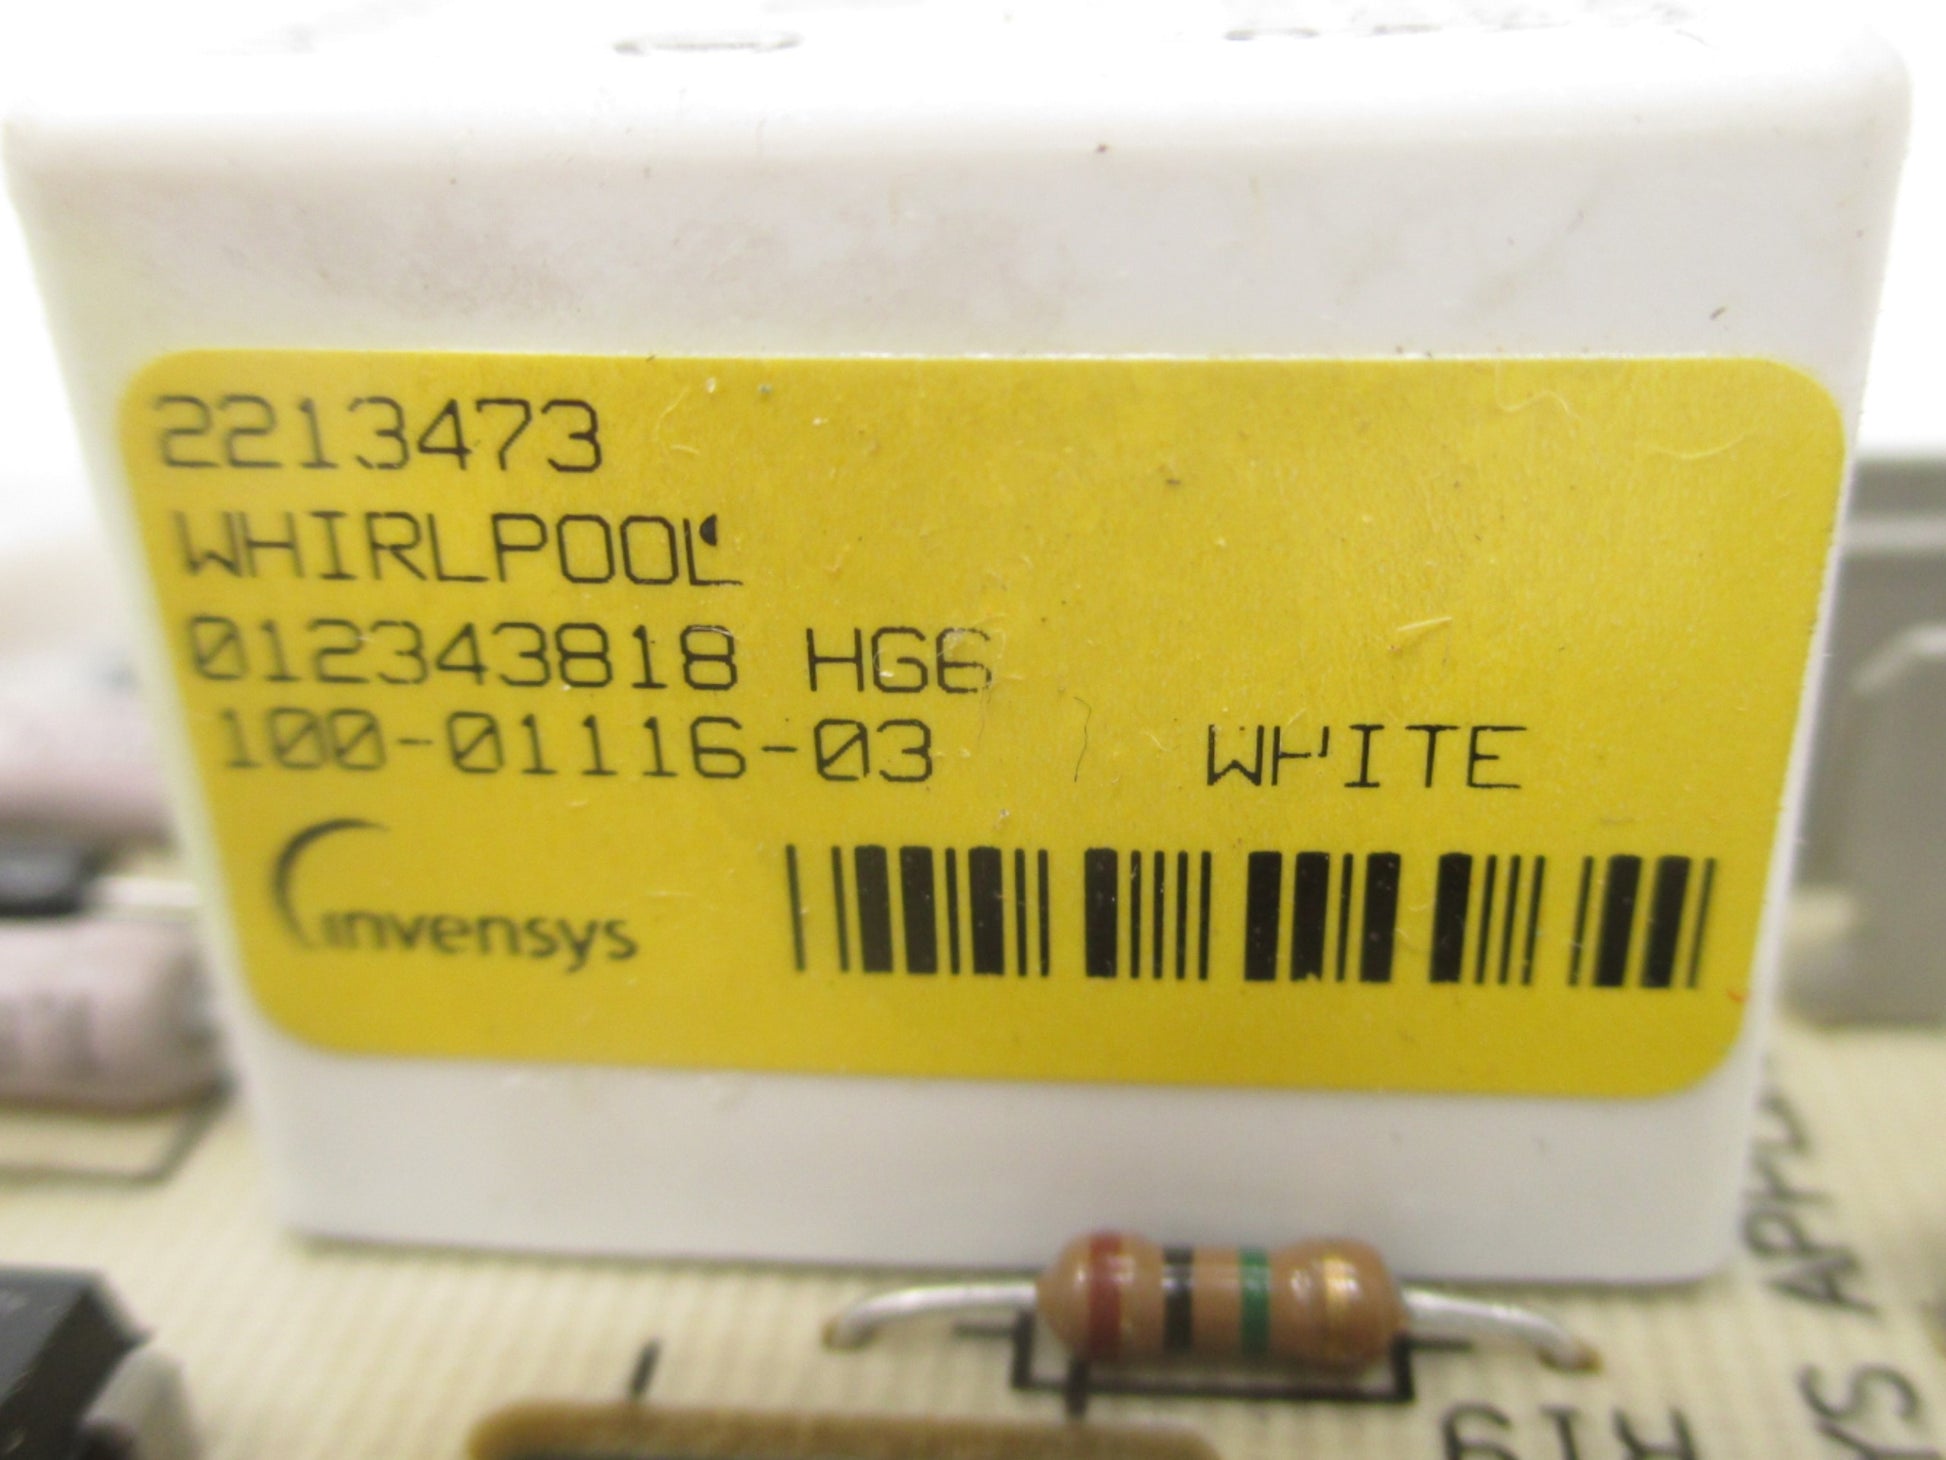 2213473
WHIRLPOOL
012343818 HG6
100-01116-03 WHITE
invensys